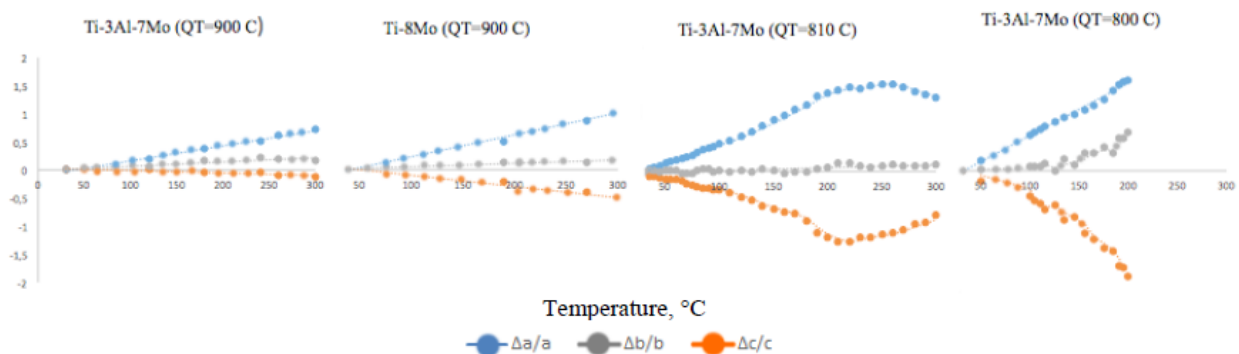 Ti-3Al-7Mo (QT=900 C)
Ti-8Mo (QT=900 C)
Ti-3Al-7Mo (QT=810 C)
Ti-3Al-7Mo (QT=800 C)
2
1,5
1
0,5
0
-0,5
-1
-1,5
-2
0 50 100 150 200 250 300
50 100 150 200 250 300
50 100 150 200 250 300
50 100 150 200 250 300
Temperature, °C
Δa/a Δb/b Δc/c